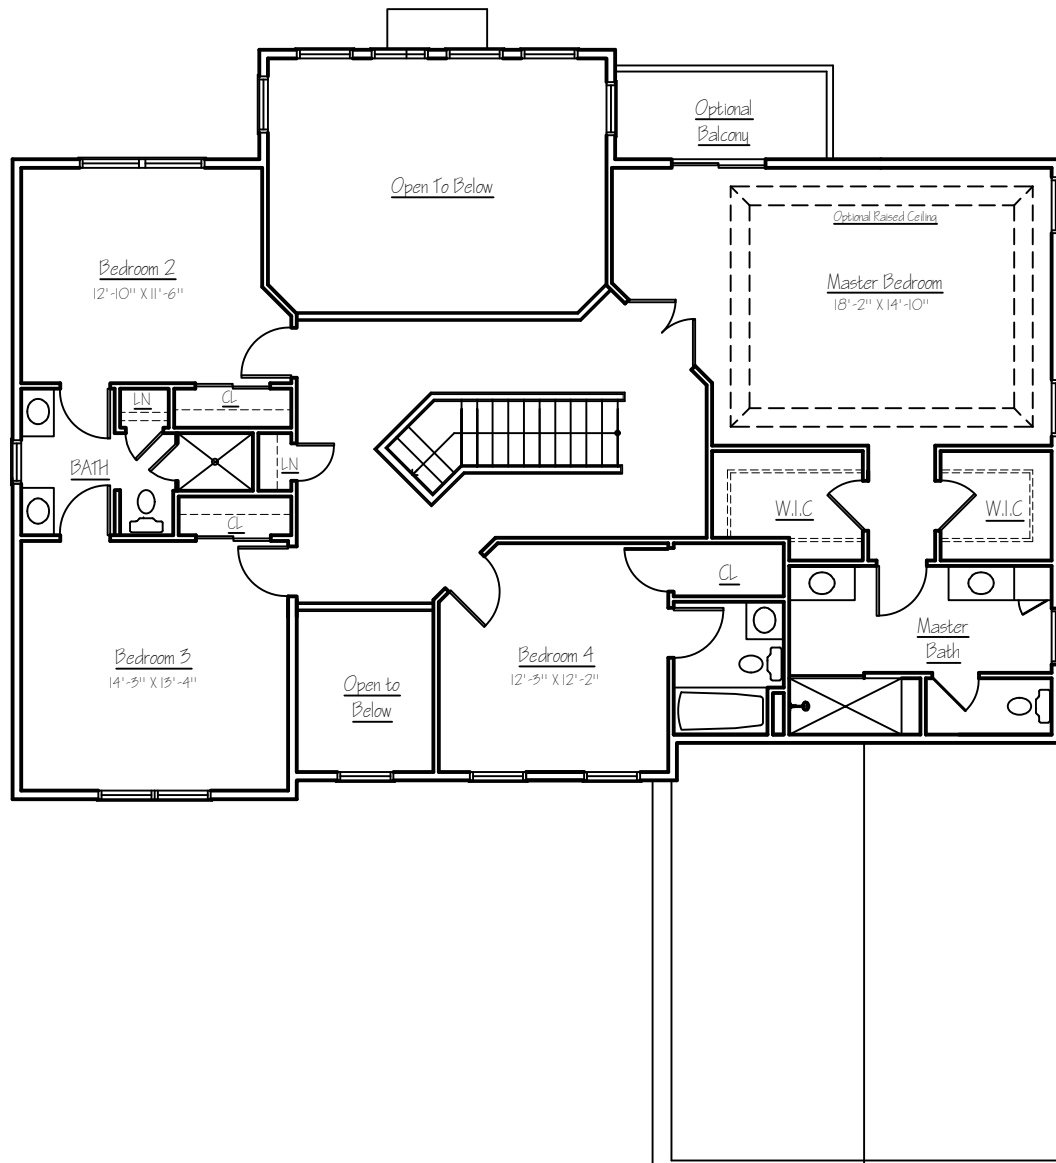 Optional
Balcony
Open To Below
Optional Raised Ceiling
Bedroom 2
12'-10" X 11'-6"
Master Bedroom
18'-2" X 14'-10"
LN
CL
BATH
LN
CL
W.I.C
W.I.C
CL
Master
Bath
Bedroom 3
14'-3" X 13'-4"
Open to
Below
Bedroom 4
12'-3" X 12'-2"